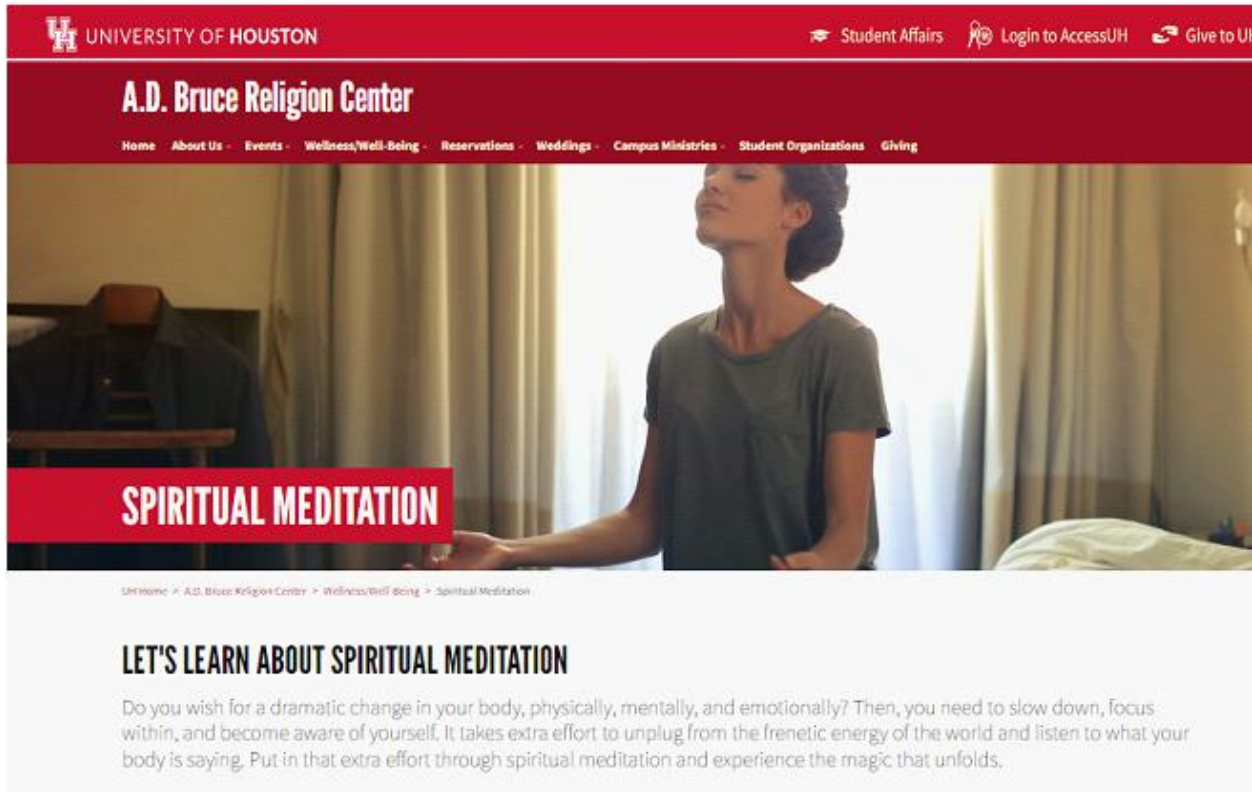 UNIVERSITY OF HOUSTON
Student Affairs
Login to AccessUH
Give to UH
A.D. Bruce Religion Center
Home About Us Events Wellness/Well-Being Reservations Weddings Campus Ministries Student Organizations Giving
SPIRITUAL MEDITATION
UH Home > A.D. Bruce Religion Center > Wellness/Well-Being > Spiritual Meditation
LET'S LEARN ABOUT SPIRITUAL MEDITATION
Do you wish for a dramatic change in your body, physically, mentally, and emotionally? Then, you need to slow down, focus
within, and become aware of yourself. It takes extra effort to unplug from the frenetic energy of the world and listen to what your
body is saying. Put in that extra effort through spiritual meditation and experience the magic that unfolds.